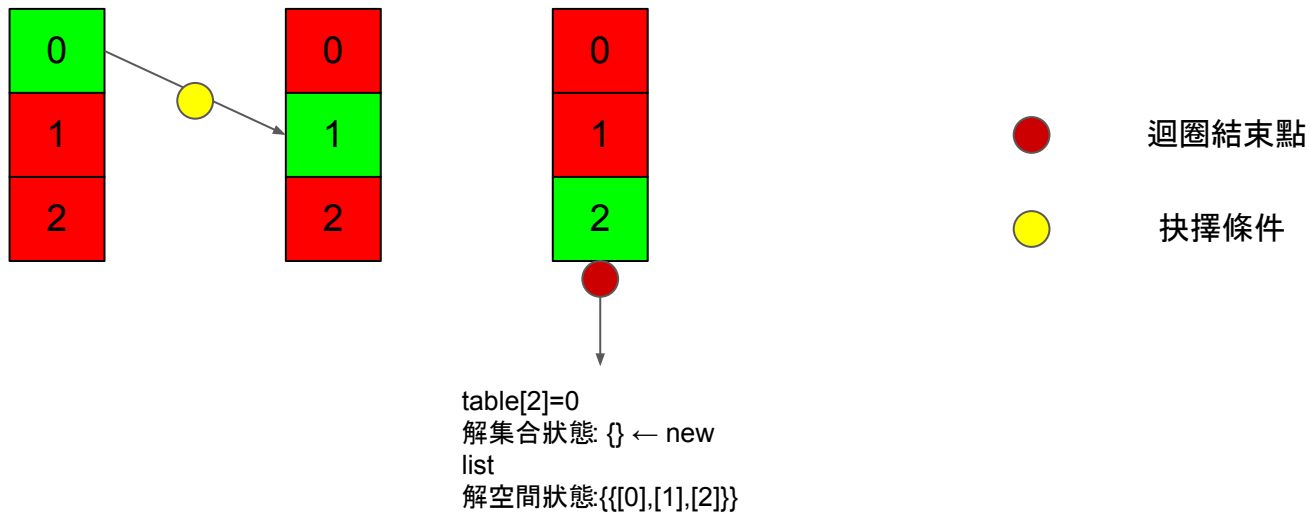 0
1
2
0
1
2
0
1
2
迴圈結束點
抉擇條件
table[2]=0
解集合狀態: {} ← new
list
解空間狀態:{{[0],[1],[2]}}